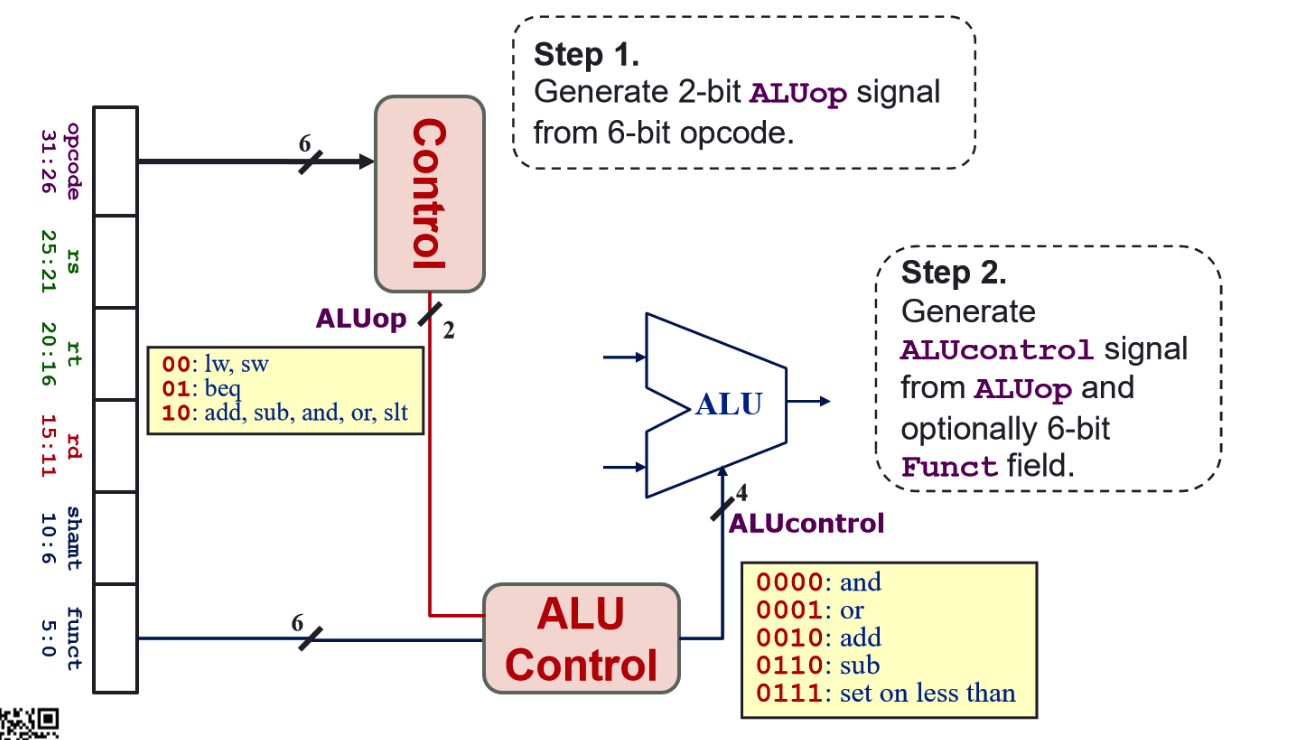 Step 1.
Generate 2-bit ALUop signal
from 6-bit opcode.
opcode
31:26
rs
25:21
rt
20:16
rd
15:11
shamt
10:6
funct
5:0
6
Control
ALUop
2
00: lw, sw
01: beq
10: add, sub, and, or, slt
ALU
4
ALUcontrol
Step 2.
Generate
ALUcontrol signal
from ALUop and
optionally 6-bit
Funct field.
6
ALU
Control
0000: and
0001: or
0010: add
0110: sub
0111: set on less than